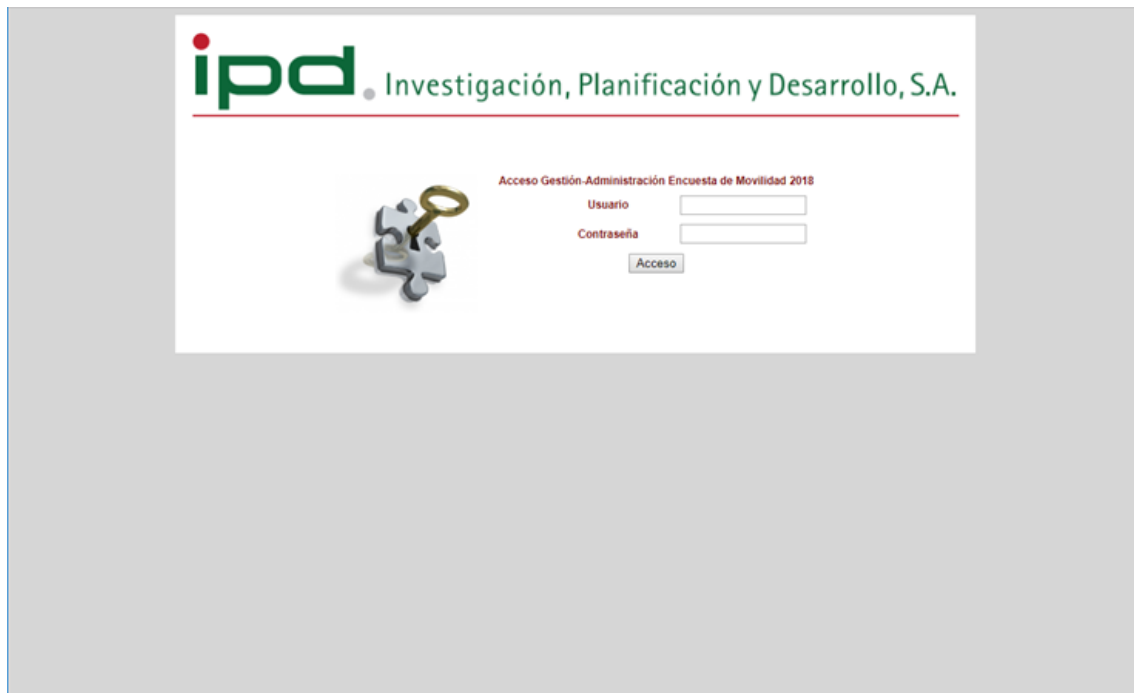 ipd. Investigación, Planificación y Desarrollo, S.A.
Acceso Gestión-Administración Encuesta de Movilidad 2018
Usuario
Contraseña
Acceso